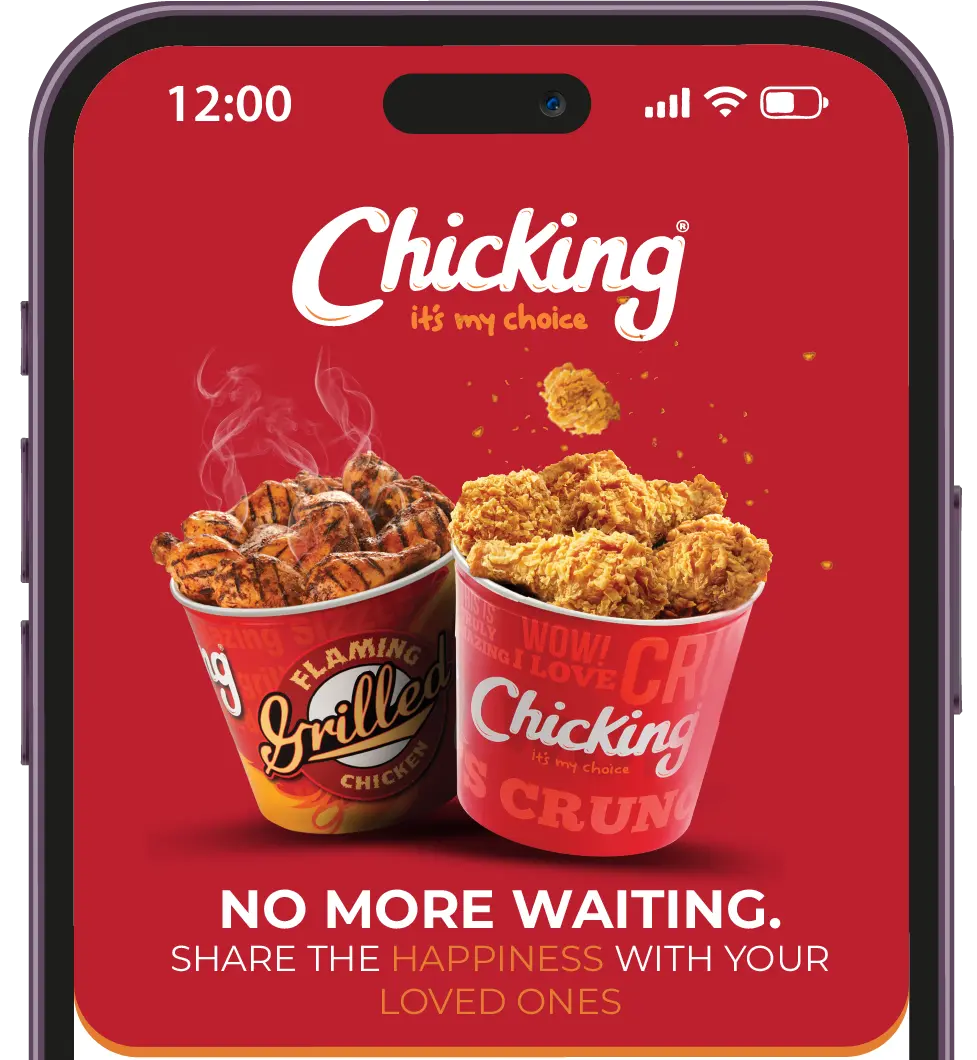 12:00
Chicking®
it's my choice
FLAMING
Grilled
CHICKEN
WOW!
I LOVE
Chicking
it's my choice
NO MORE WAITING.
SHARE THE HAPPINESS WITH YOUR
LOVED ONES